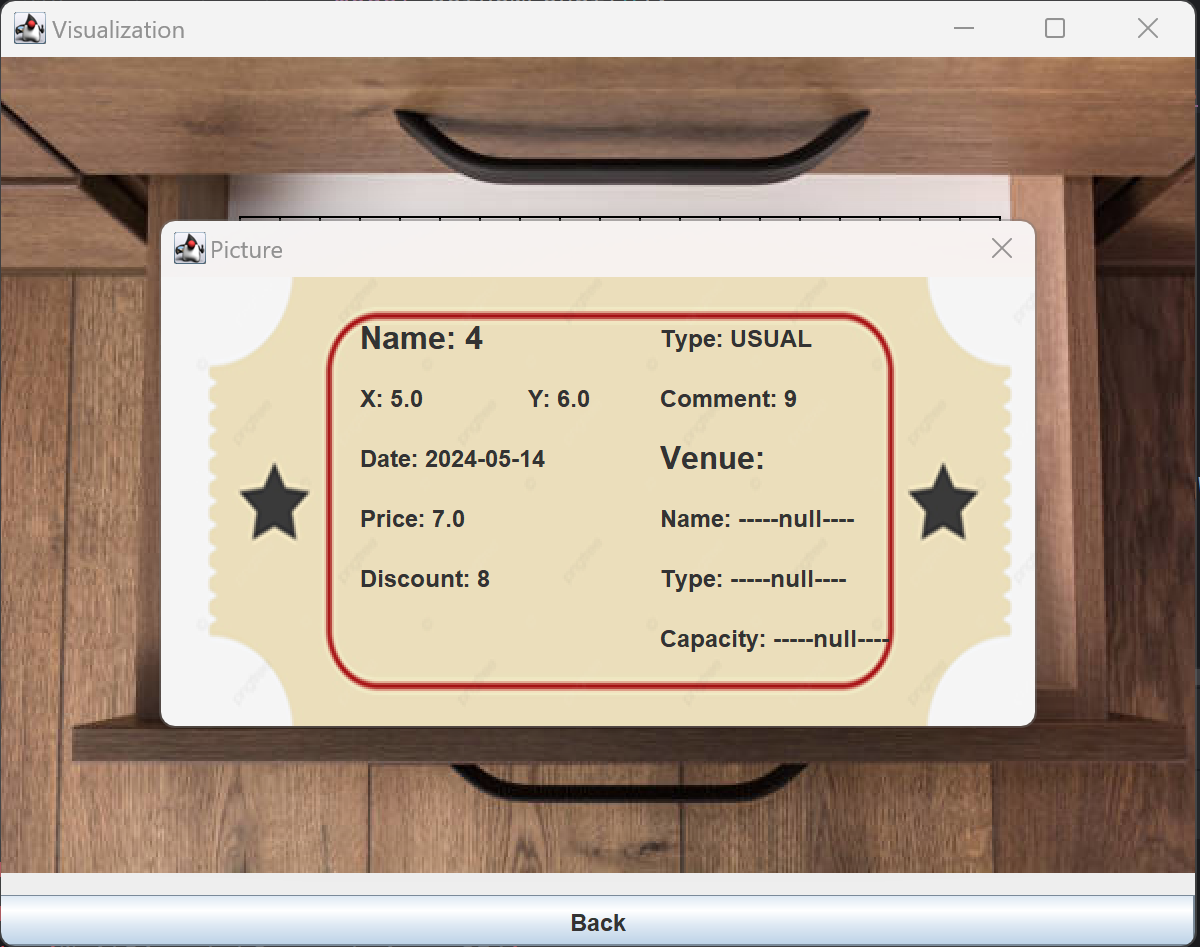 Visualization
Picture
Name: 4
Type: USUAL
X: 5.0
Y: 6.0
Comment: 9
Date: 2024-05-14
Venue:
Price: 7.0
Name: -----null----
Discount: 8
Type: -----null----
Capacity: -----null----
Back